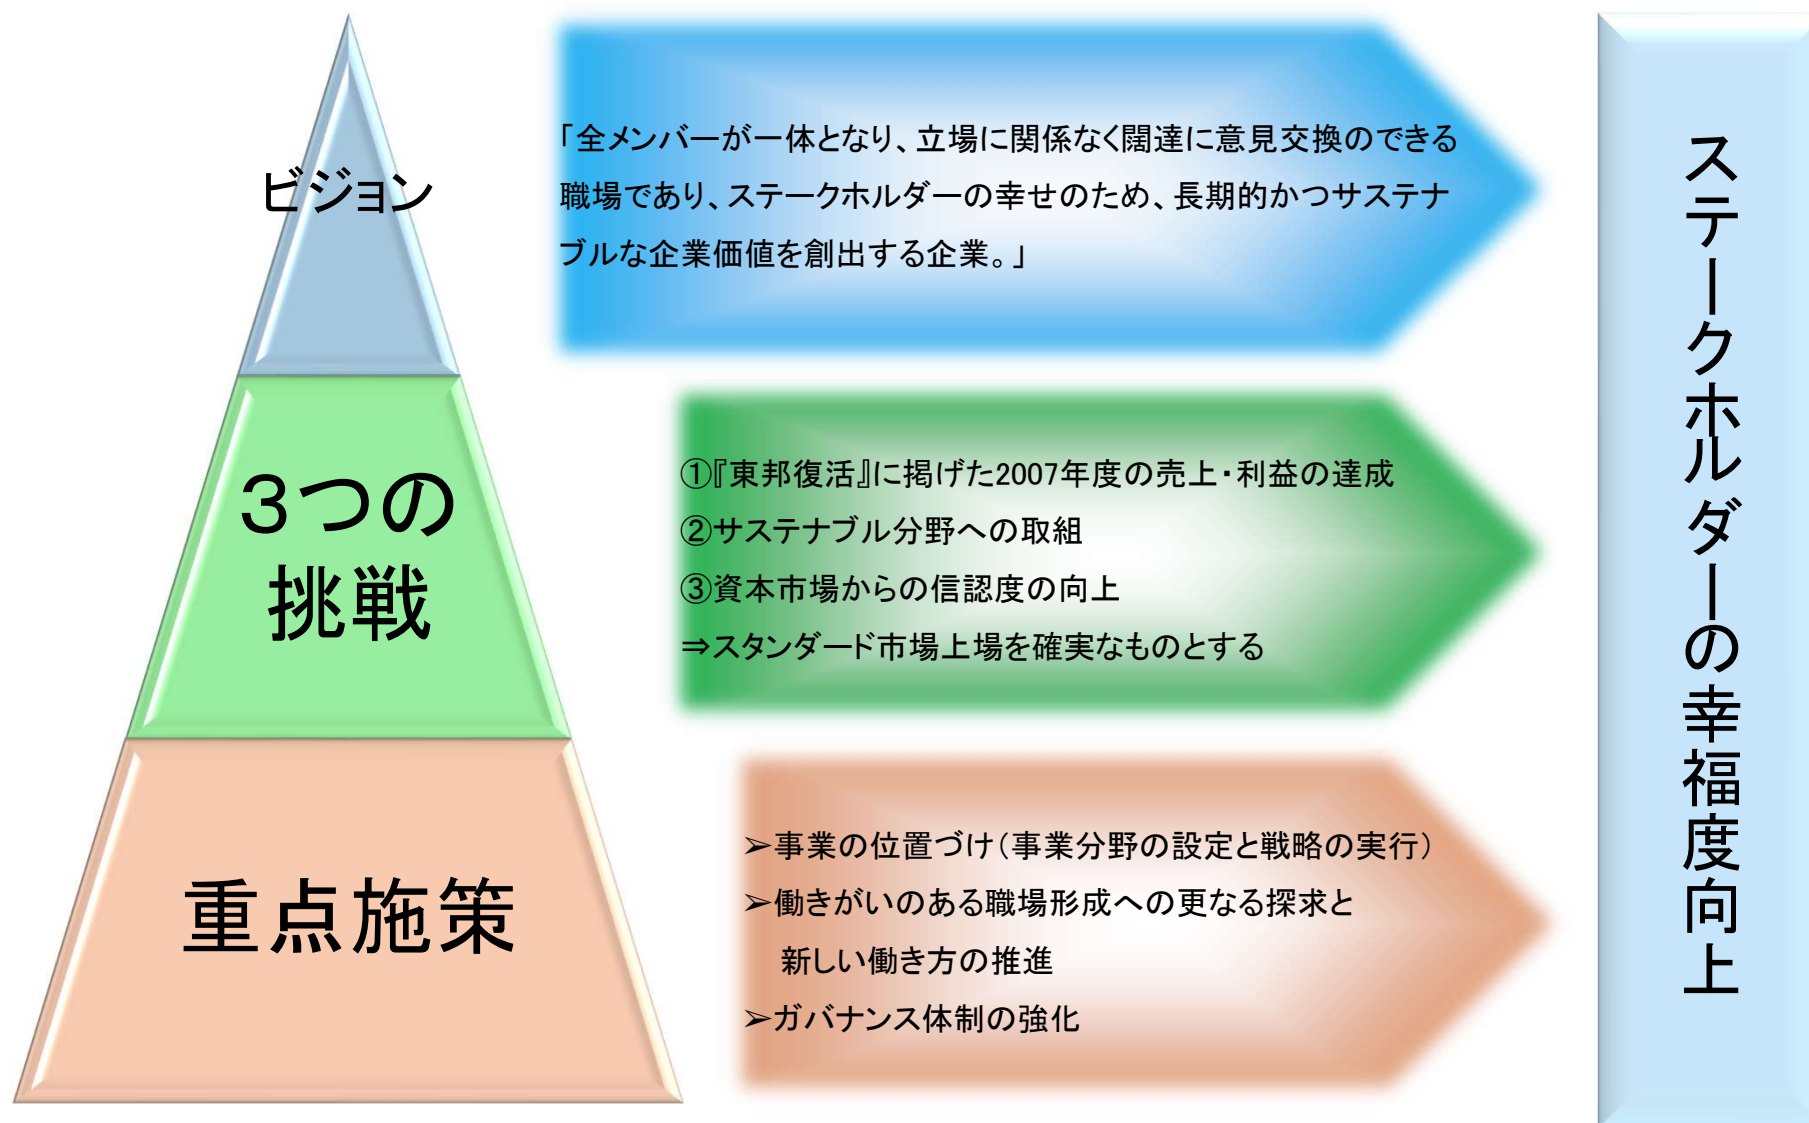 ビジョン
「全メンバーが一体となり、立場に関係なく闊達に意見交換のできる
職場であり、ステークホルダーの幸せのため、長期的かつサステナ
ブルな企業価値を創出する企業。」
3つの
挑戦
①『東邦復活』に掲げた2007年度の売上・利益の達成
②サステナブル分野への取組
③資本市場からの信認度の向上
⇒スタンダード市場上場を確実なものとする
重点施策
➢事業の位置づけ(事業分野の設定と戦略の実行)
➢働きがいのある職場形成への更なる探求と
新しい働き方の推進
➢ガバナンス体制の強化
ステークホルダーの幸福度向上